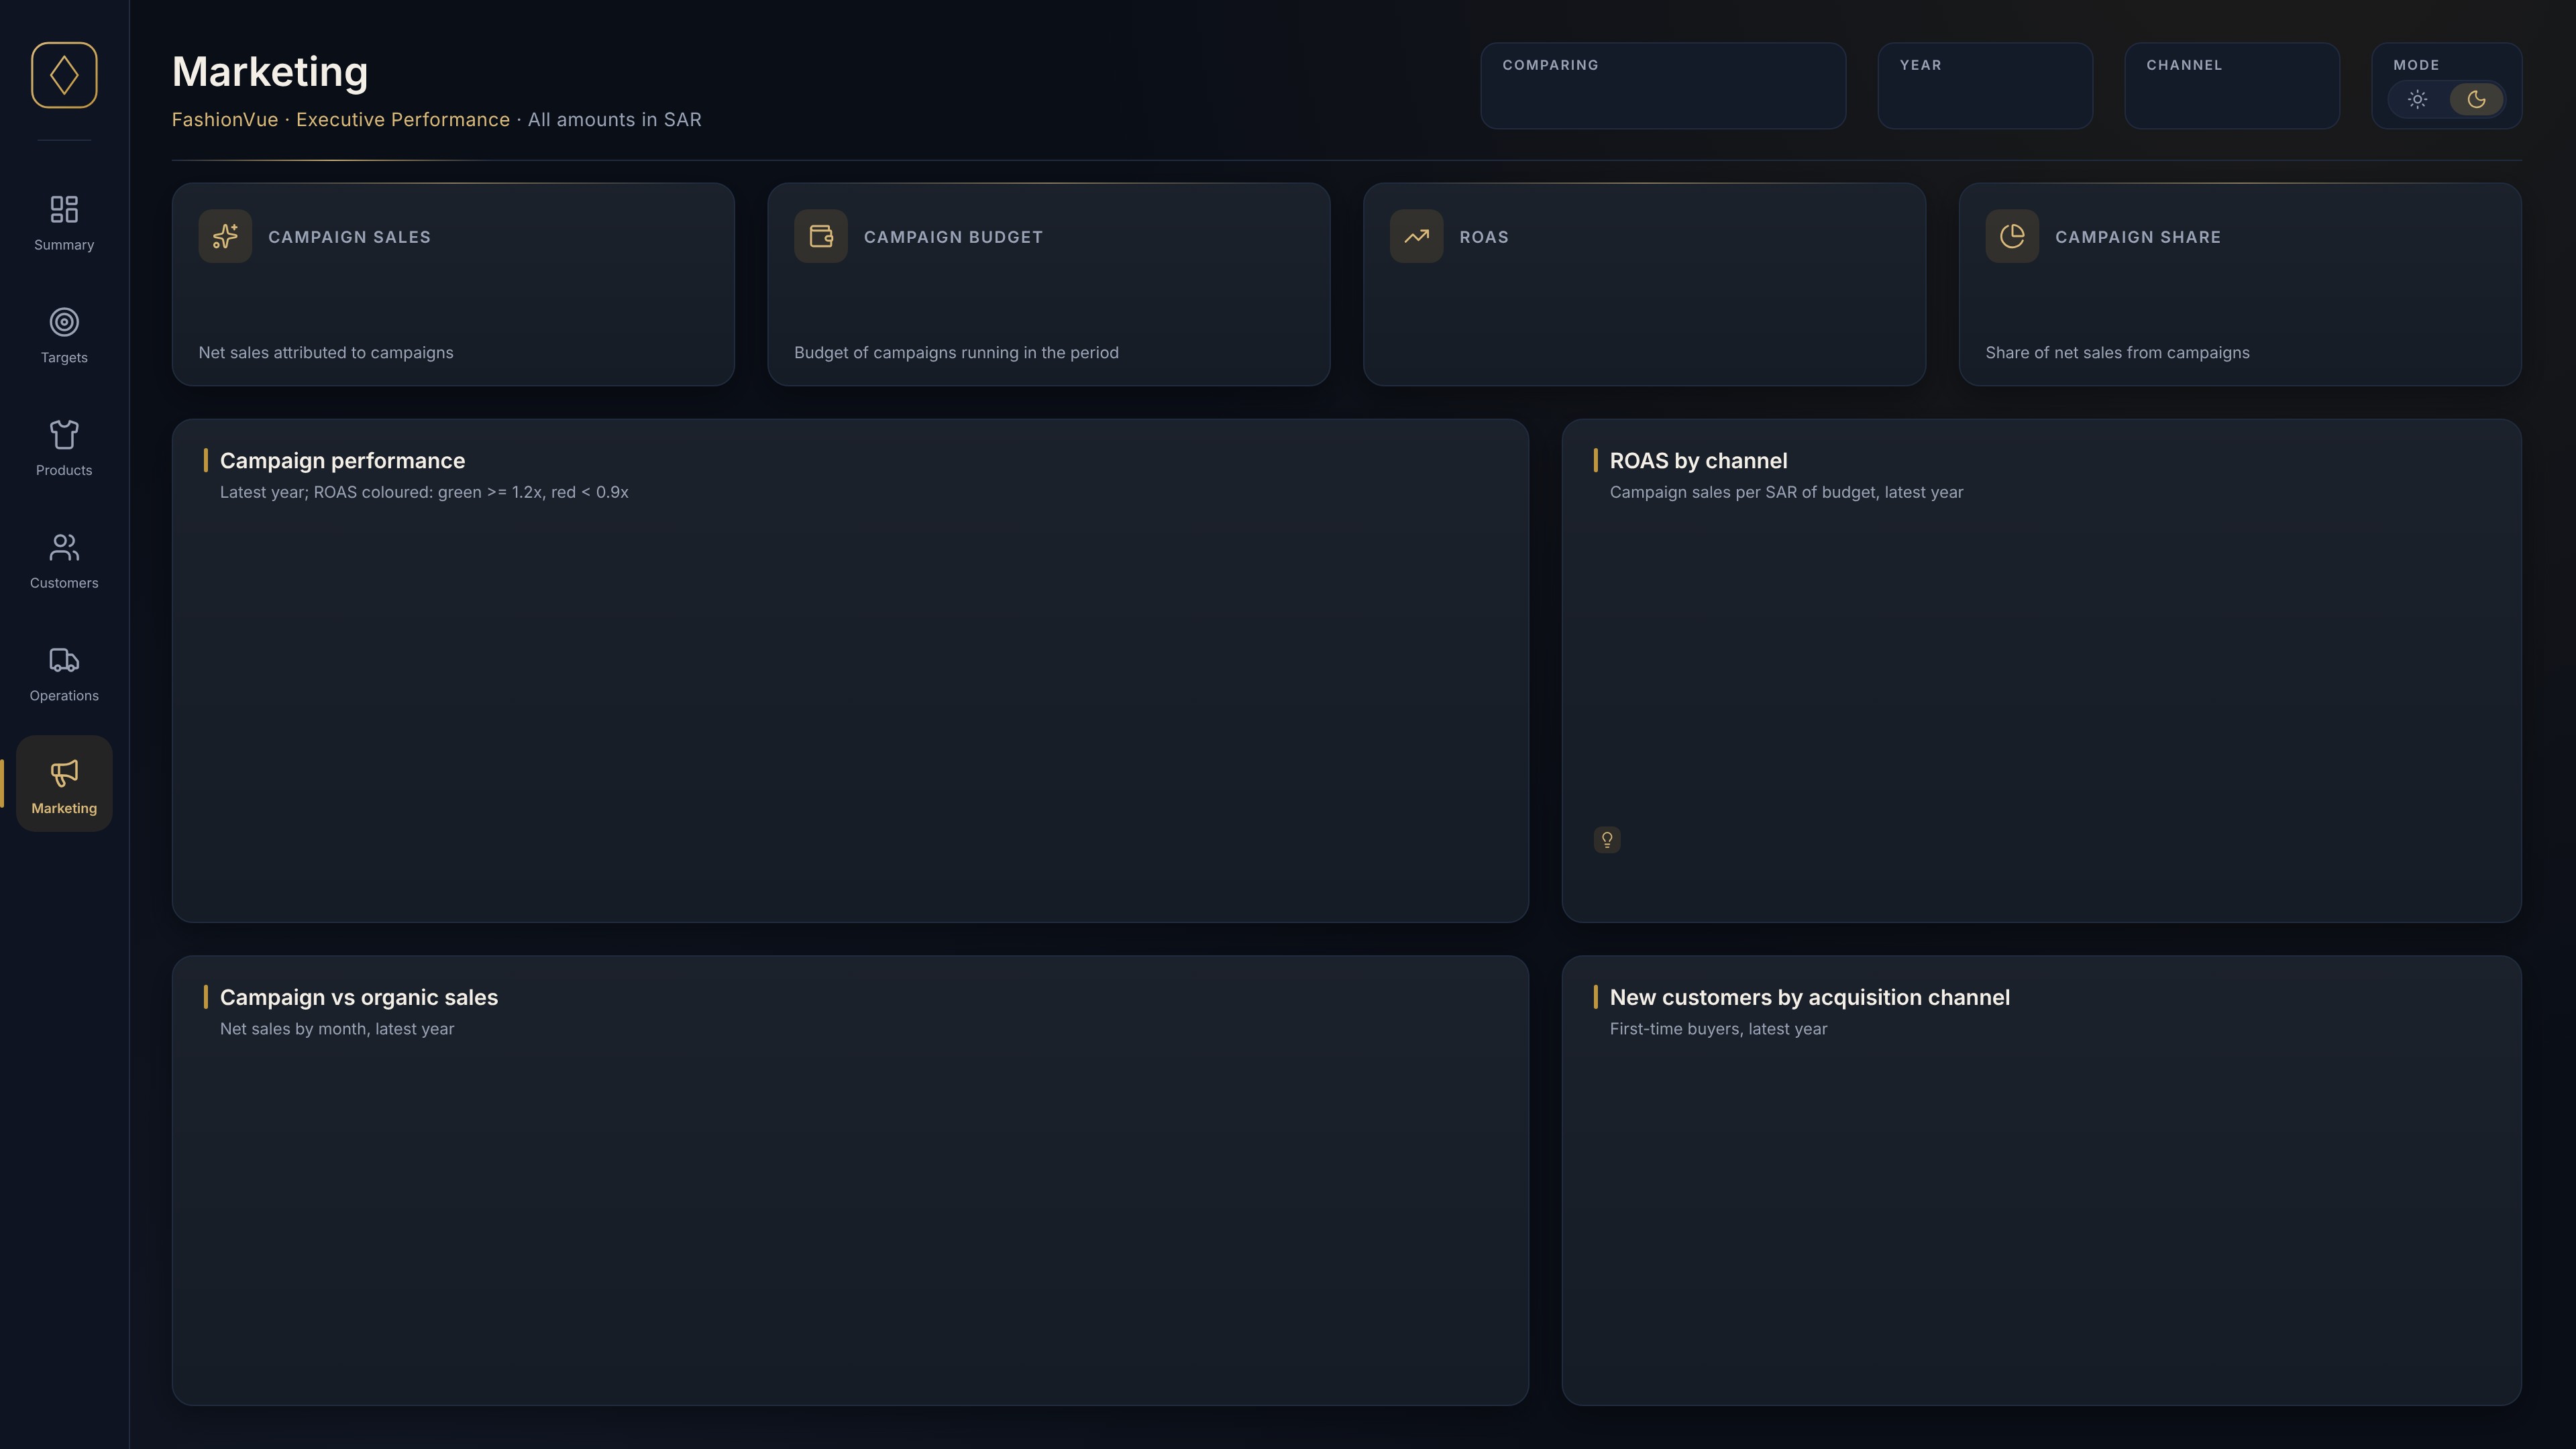 Marketing
FashionVue · Executive Performance · All amounts in SAR
COMPARING
YEAR
CHANNEL
MODE
Summary
Targets
Products
Customers
Operations
Marketing
CAMPAIGN SALES
Net sales attributed to campaigns
CAMPAIGN BUDGET
Budget of campaigns running in the period
ROAS
CAMPAIGN SHARE
Share of net sales from campaigns
Campaign performance
Latest year; ROAS coloured: green >= 1.2x, red < 0.9x
ROAS by channel
Campaign sales per SAR of budget, latest year
Campaign vs organic sales
Net sales by month, latest year
New customers by acquisition channel
First-time buyers, latest year